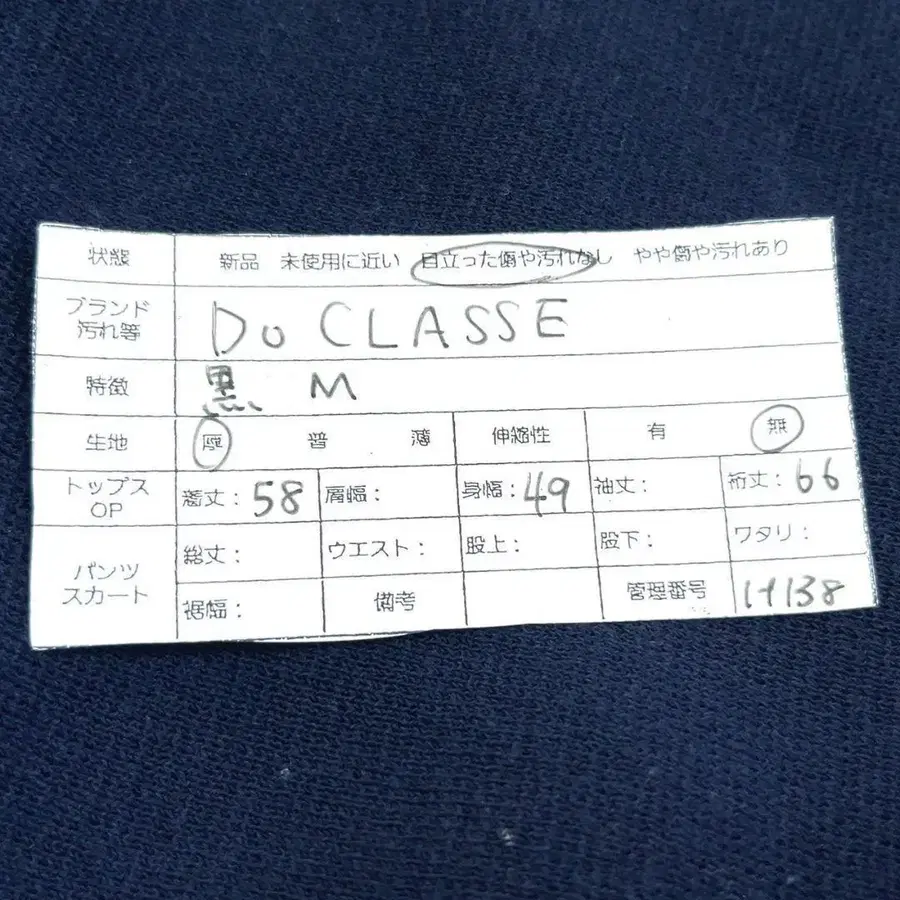 状態 新品 未使用に近い 目立った傷や汚れなし やや傷や汚れあり
ブランド
汚れ等 Do CLASSE
特徴 黒 M
生地 厚 普 薄 伸縮性 有 無
トップス
OP 着丈: 58 肩幅: 身幅: 49 袖丈: 裄丈: 66
パンツ
スカート 総丈: ウエスト: 股上: 股下: ワタリ:
裾幅: 備考 管理番号